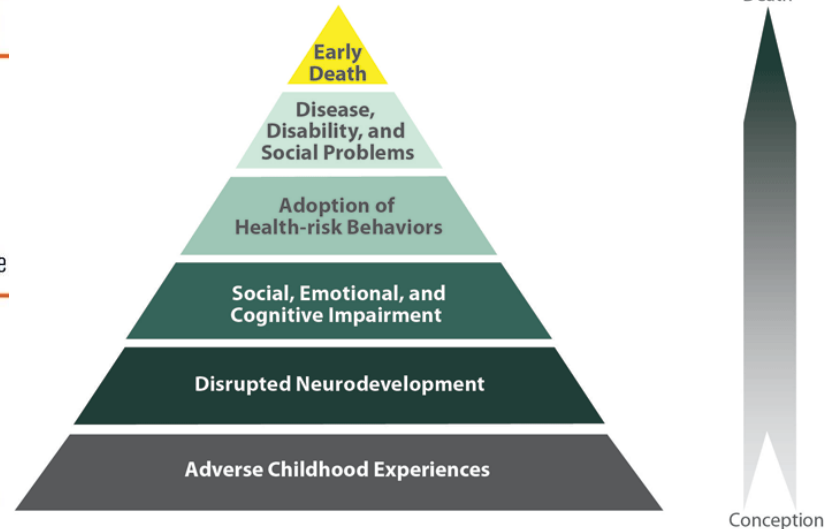 Death
Early
Death
Disease,
Disability, and
Social Problems
Adoption of
Health-risk Behaviors
Social, Emotional, and
Cognitive Impairment
Disrupted Neurodevelopment
Adverse Childhood Experiences
Conception